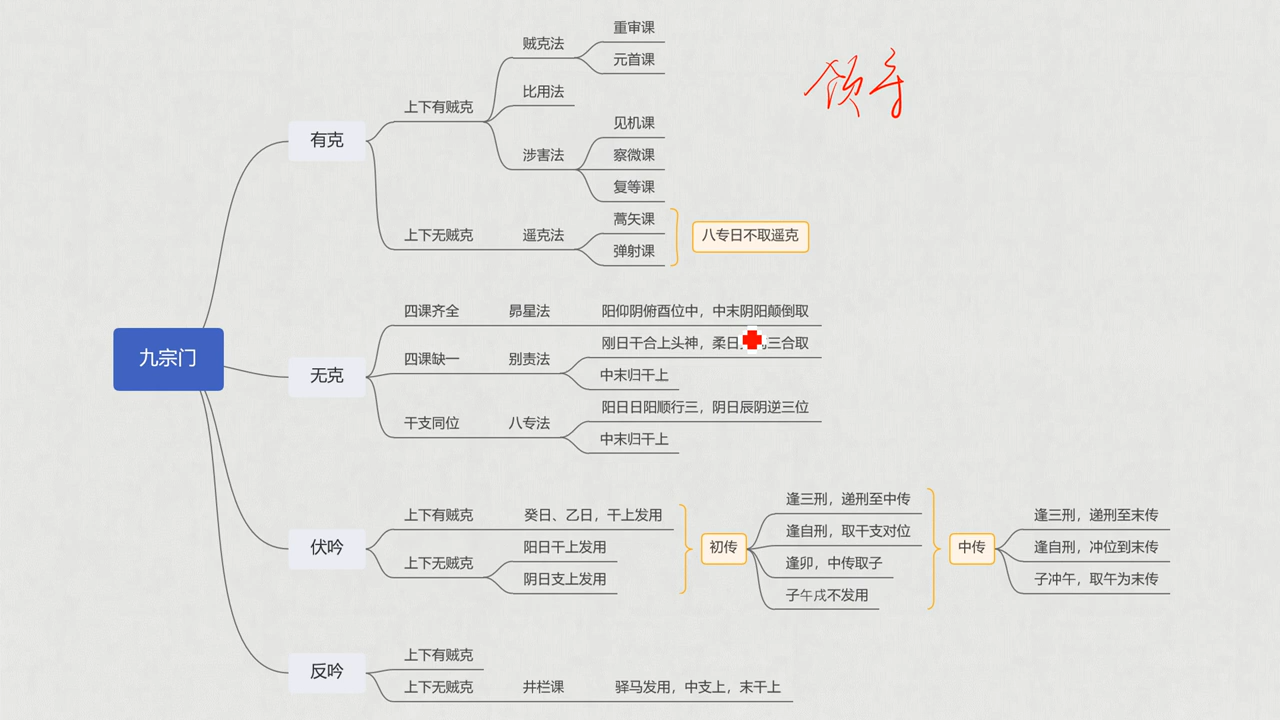 九宗门
有克
上下有贼克
贼克法
重审课
元首课
比用法
涉害法
见机课
察微课
复等课
上下无贼克
遥克法
蒿矢课
弹射课
八专日不取遥克
无克
四课齐全
昴星法
阳仰阴俯酉位中，中末阴阳颠倒取
四课缺一
别责法
刚日干合上头神，柔日三合取
中末归干上
干支同位
八专法
阳日日阳顺行三，阴日辰阴逆三位
中末归干上
伏吟
上下有贼克
癸日、乙日，干上发用
上下无贼克
阳日干上发用
阴日支上发用
初传
逢三刑，递刑至中传
逢自刑，取干支对位
逢卯，中传取子
子午戌不发用
中传
逢三刑，递刑至末传
逢自刑，冲位到末传
子冲午，取午为末传
反吟
上下有贼克
上下无贼克
井栏课
驿马发用，中支上，末干上